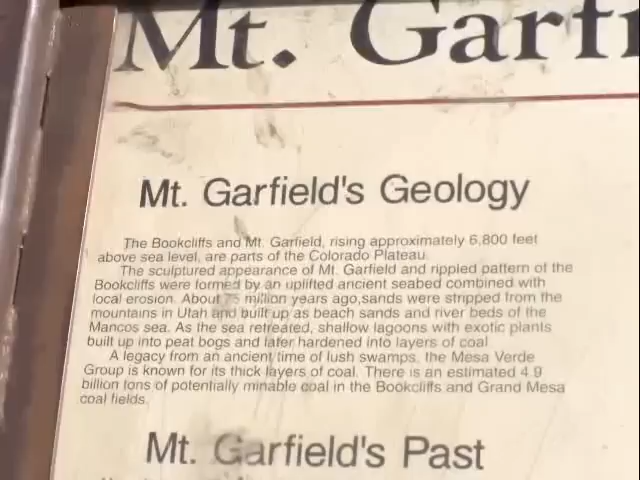 Mt. Garfi
Mt. Garfield's Geology
The Bookcliffs and Mt. Garfield, rising approximately 6,800 feet
above sea level, are parts of the Colorado Plateau.
The sculptured appearance of Mt. Garfield and rippled pattern of the
Bookcliffs were formed by an uplifted ancient seabed combined with
local erosion. About 75 million years ago,sands were stripped from the
mountains in Utah and built up as beach sands and river beds of the
Mancos sea. As the sea retreated, shallow lagoons with exotic plants
built up into peat bogs and later hardened into layers of coal.
A legacy from an ancient time of lush swamps, the Mesa Verde
Group is known for its thick layers of coal. There is an estimated 4.9
billion tons of potentially minable coal in the Bookcliffs and Grand Mesa
coal fields.
Mt. Garfield's Past